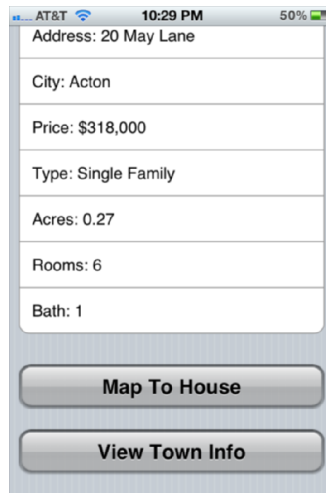 AT&T 10:29 PM 50%
Address: 20 May Lane
City: Acton
Price: $318,000
Type: Single Family
Acres: 0.27
Rooms: 6
Bath: 1
Map To House
View Town Info